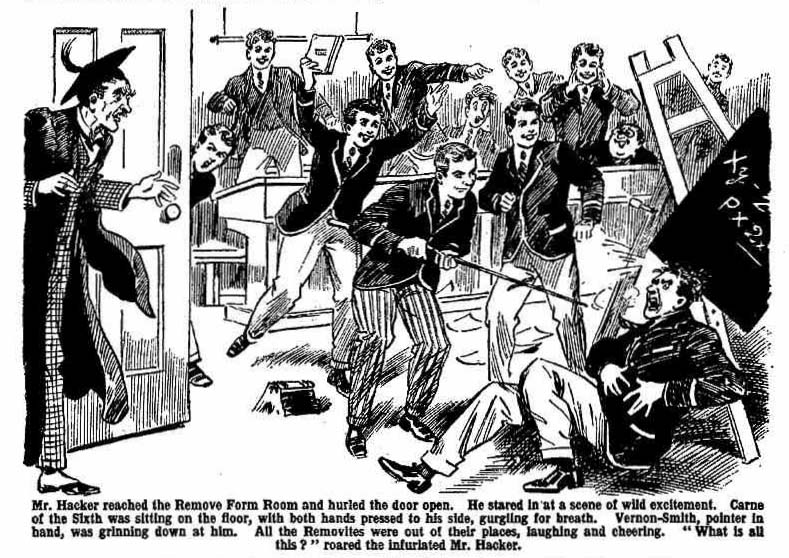 Mr. Hacker reached the Remove Form Room and hurled the door open. He stared in at a scene of wild excitement. Carne
of the Sixth was sitting on the floor, with both hands pressed to his side, gurgling for breath. Vernon-Smith, pointer in
hand, was grinning down at him. All the Removites were out of their places, laughing and cheering. "What is all
this?" roared the infuriated Mr. Hacker.